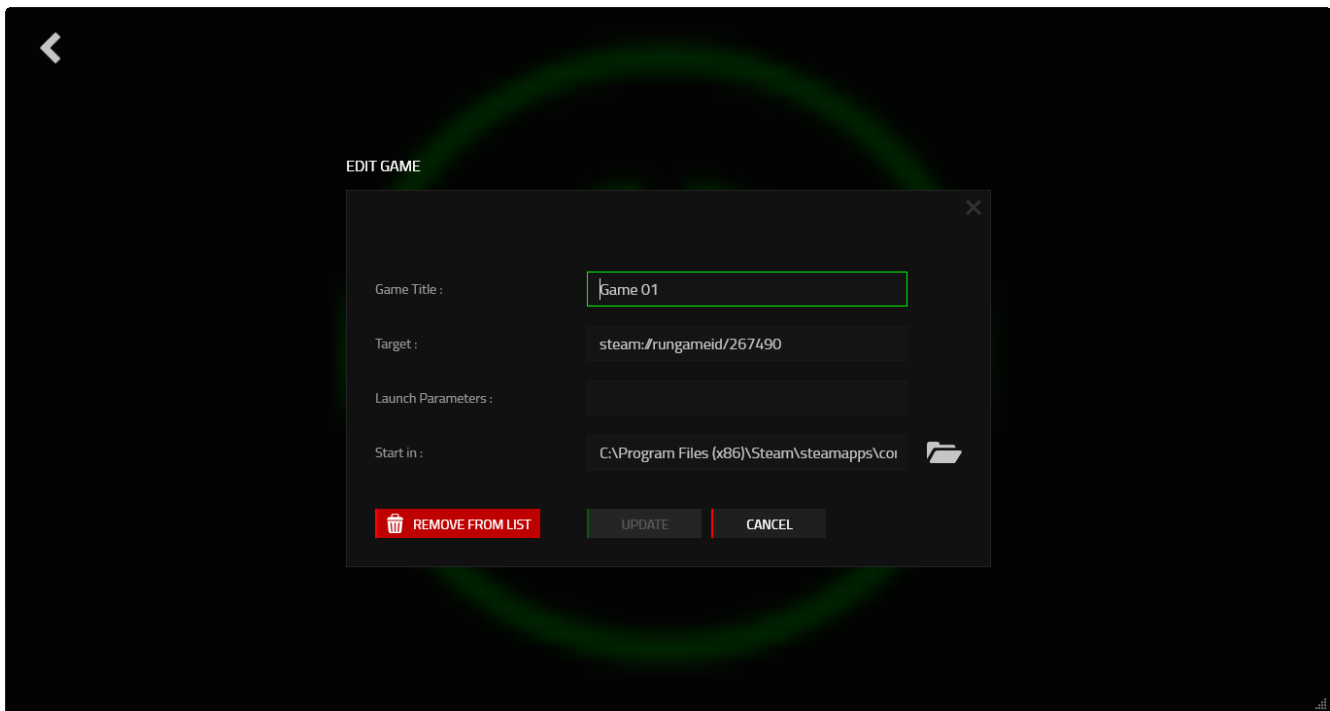 EDIT GAME
Game Title :
Game 01
Target :
steam://rungameid/267490
Launch Parameters :
Start in :
C:\Program Files (x86)\Steam\steamapps\coı
REMOVE FROM LIST
UPDATE
CANCEL